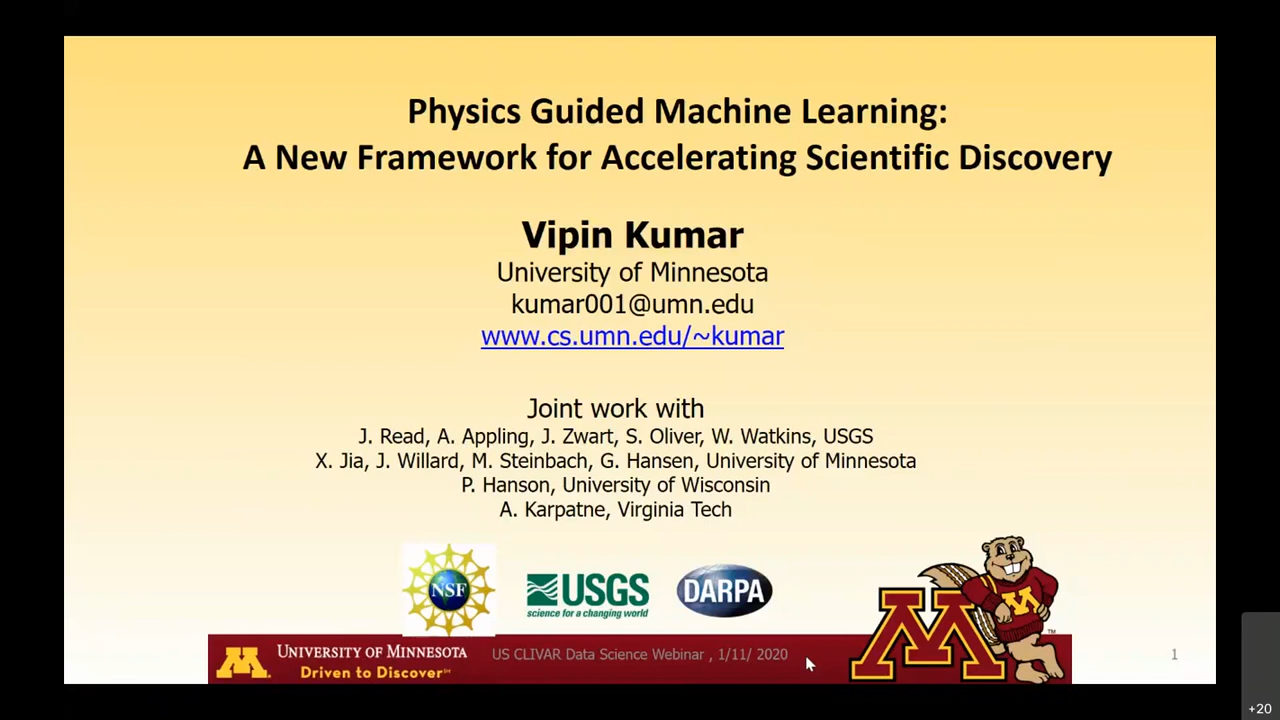 Physics Guided Machine Learning:
A New Framework for Accelerating Scientific Discovery
Vipin Kumar
University of Minnesota
kumar001@umn.edu
www.cs.umn.edu/~kumar
Joint work with
J. Read, A. Appling, J. Zwart, S. Oliver, W. Watkins, USGS
X. Jia, J. Willard, M. Steinbach, G. Hansen, University of Minnesota
P. Hanson, University of Wisconsin
A. Karpatne, Virginia Tech
NSF
USGS
science for a changing world
DARPA
M
M
TM
M
UNIVERSITY OF MINNESOTA
Driven to Discover℠
US CLIVAR Data Science Webinar , 1/11/ 2020
1
+20